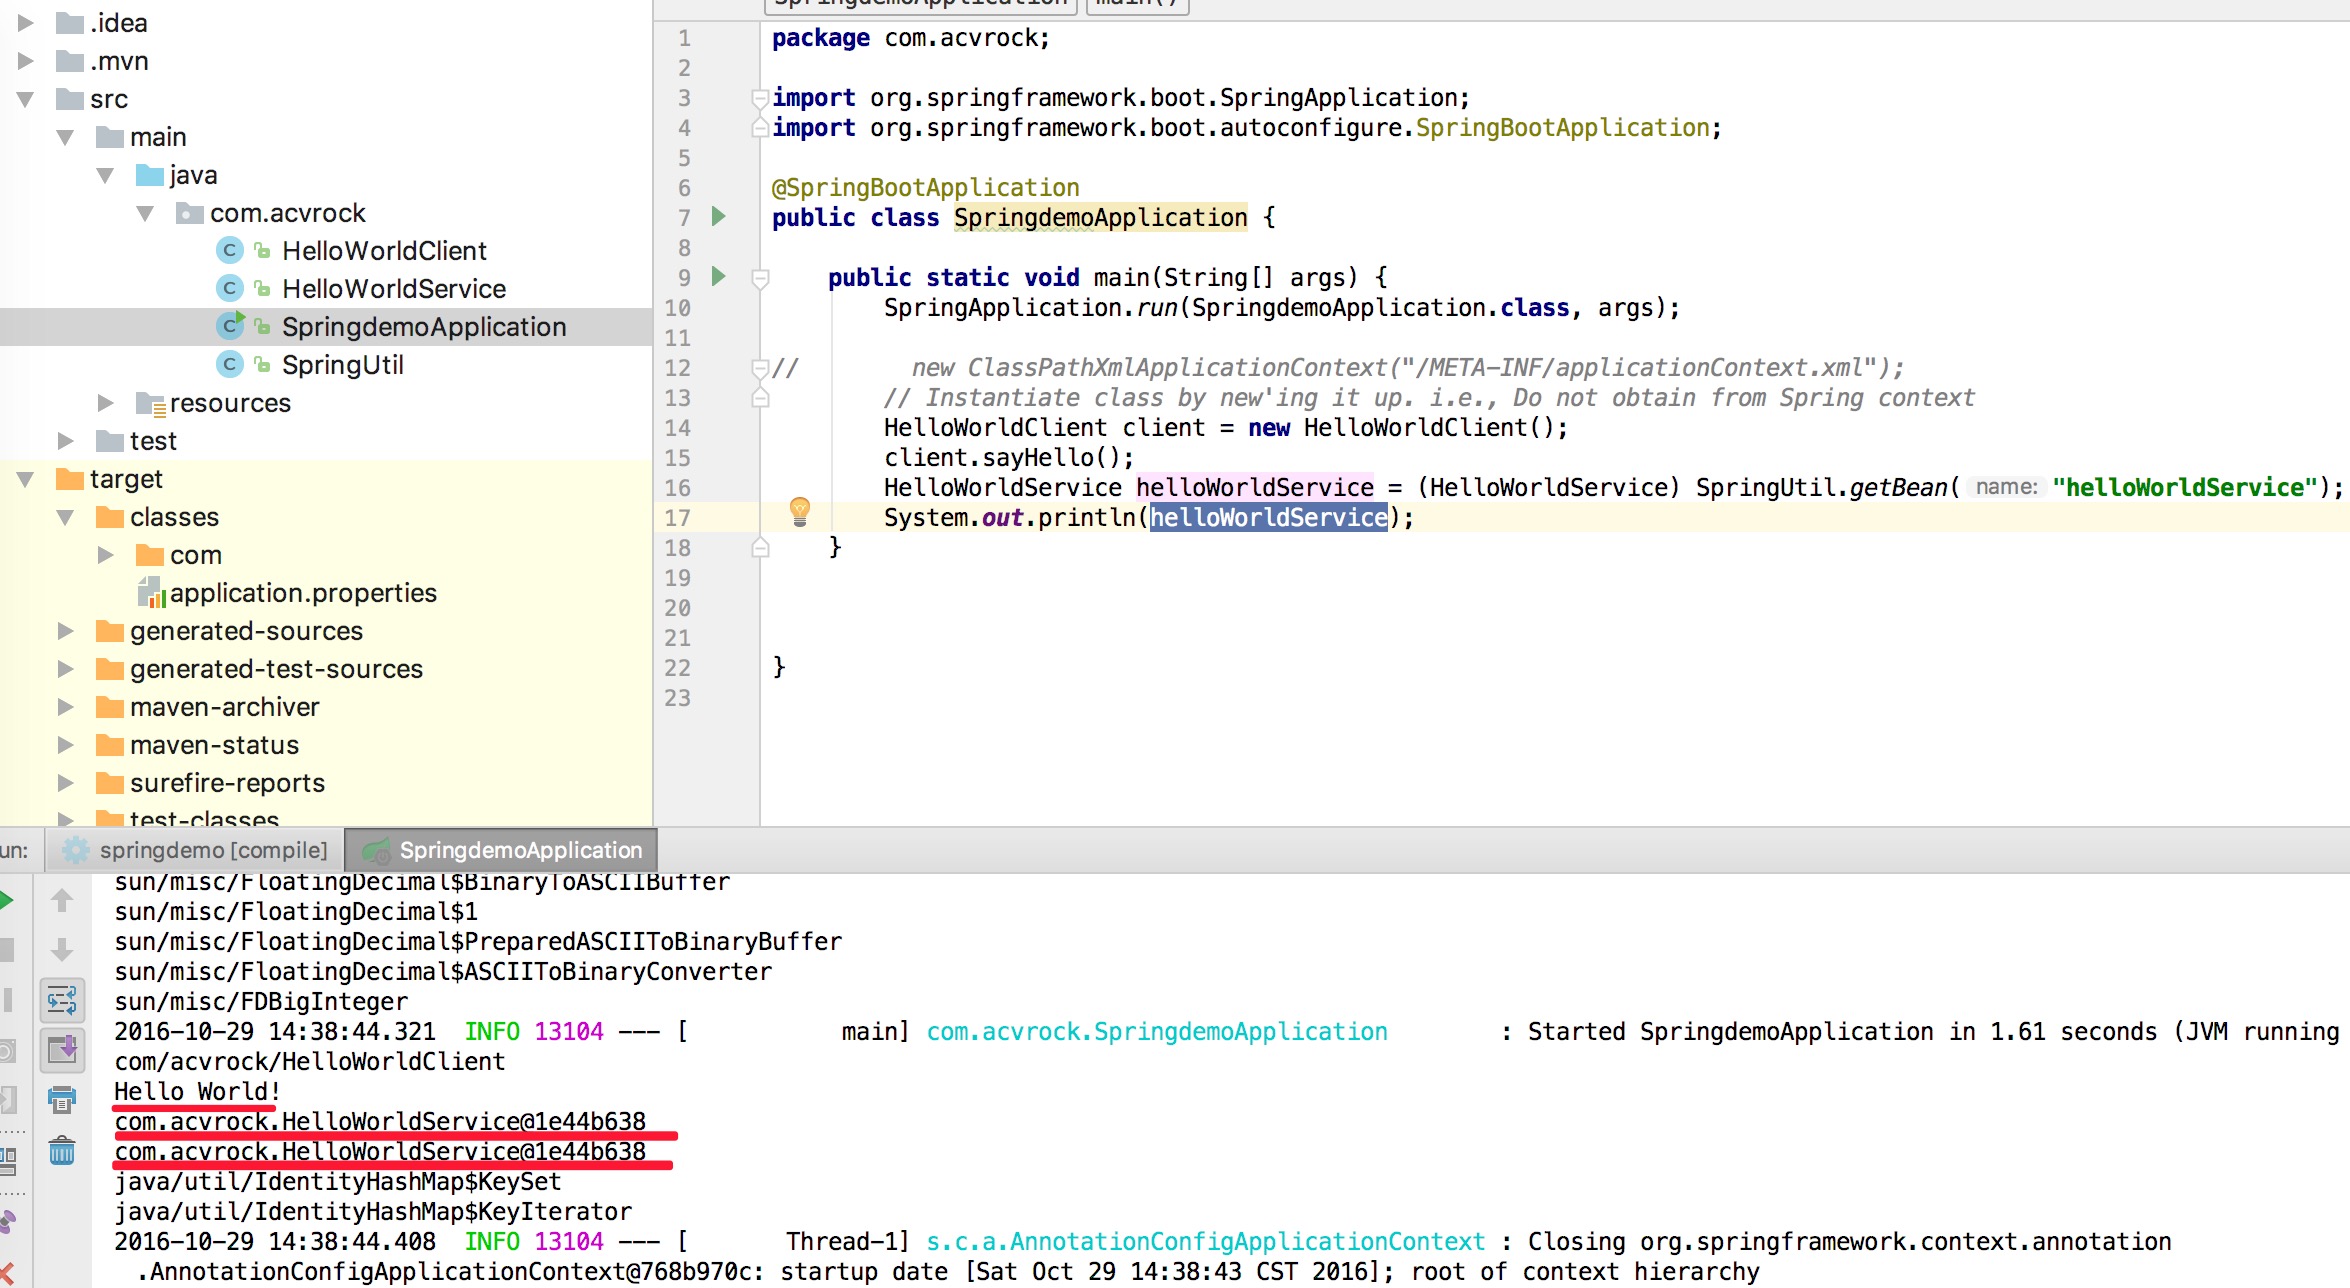 .idea
.mvn
src
main
java
com.acvrock
HelloWorldClient
HelloWorldService
SpringdemoApplication
SpringUtil
resources
test
target
classes
com
application.properties
generated-sources
generated-test-sources
maven-archiver
maven-status
surefire-reports
test-classes
SpringdemoApplication main()
1 package com.acvrock;
2
3 import org.springframework.boot.SpringApplication;
4 import org.springframework.boot.autoconfigure.SpringBootApplication;
5
6 @SpringBootApplication
7 public class SpringdemoApplication {
8
9 public static void main(String[] args) {
10 SpringApplication.run(SpringdemoApplication.class, args);
11
12 // new ClassPathXmlApplicationContext("/META-INF/applicationContext.xml");
13 // Instantiate class by new'ing it up. i.e., Do not obtain from Spring context
14 HelloWorldClient client = new HelloWorldClient();
15 client.sayHello();
16 HelloWorldService helloWorldService = (HelloWorldService) SpringUtil.getBean( name: "helloWorldService");
17 System.out.println(helloWorldService);
18 }
19
20
21
22 }
23
un: springdemo [compile] SpringdemoApplication
sun/misc/FloatingDecimal$BinaryToASCIIBuffer
sun/misc/FloatingDecimal$1
sun/misc/FloatingDecimal$PreparedASCIIToBinaryBuffer
sun/misc/FloatingDecimal$ASCIIToBinaryConverter
sun/misc/FDBigInteger
2016-10-29 14:38:44.321 INFO 13104 --- [ main] com.acvrock.SpringdemoApplication : Started SpringdemoApplication in 1.61 seconds (JVM running
com/acvrock/HelloWorldClient
Hello World!
com.acvrock.HelloWorldService@1e44b638
com.acvrock.HelloWorldService@1e44b638
java/util/IdentityHashMap$KeySet
java/util/IdentityHashMap$KeyIterator
2016-10-29 14:38:44.408 INFO 13104 --- [ Thread-1] s.c.a.AnnotationConfigApplicationContext : Closing org.springframework.context.annotation
.AnnotationConfigApplicationContext@768b970c: startup date [Sat Oct 29 14:38:43 CST 2016]; root of context hierarchy